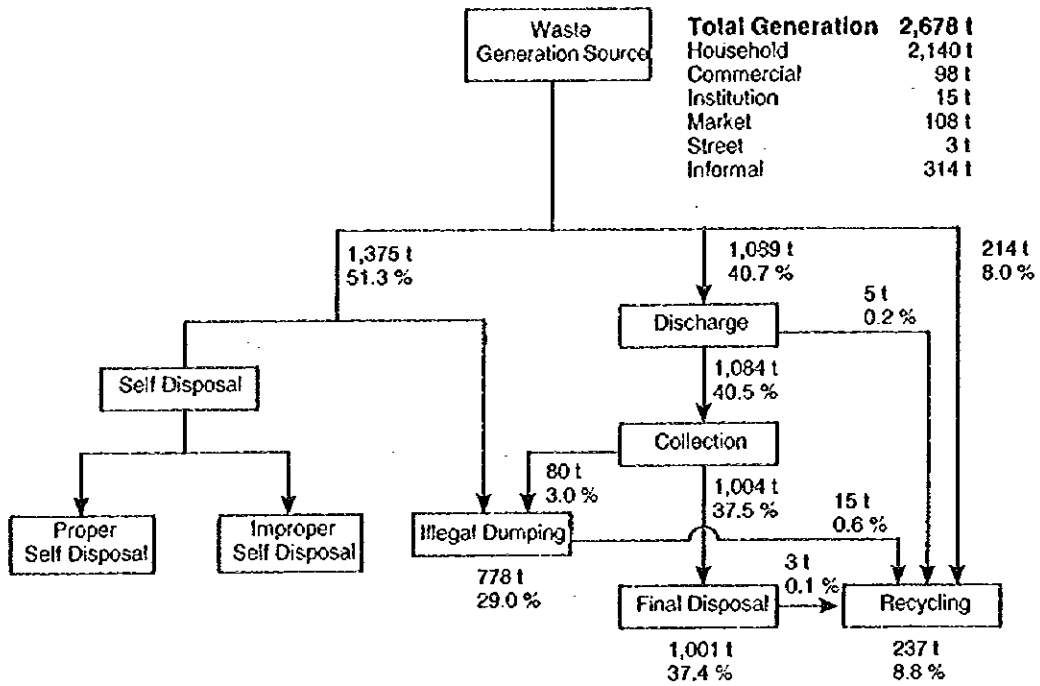 Waste
Generation Source
Total Generation 2,678 t
Household 2,140 t
Commercial 98 t
Institution 15 t
Market 108 t
Street 3 t
Informal 314 t
1,375 t
51.3 %
1,089 t
40.7 %
214 t
8.0 %
5 t
0.2 %
Discharge
Self Disposal
1,084 t
40.5 %
Collection
80 t
3.0 %
1,004 t
37.5 %
15 t
0.6 %
Proper
Self Disposal
Improper
Self Disposal
Illegal Dumping
778 t
29.0 %
3 t
0.1 %
Final Disposal
Recycling
1,001 t
37.4 %
237 t
8.8 %